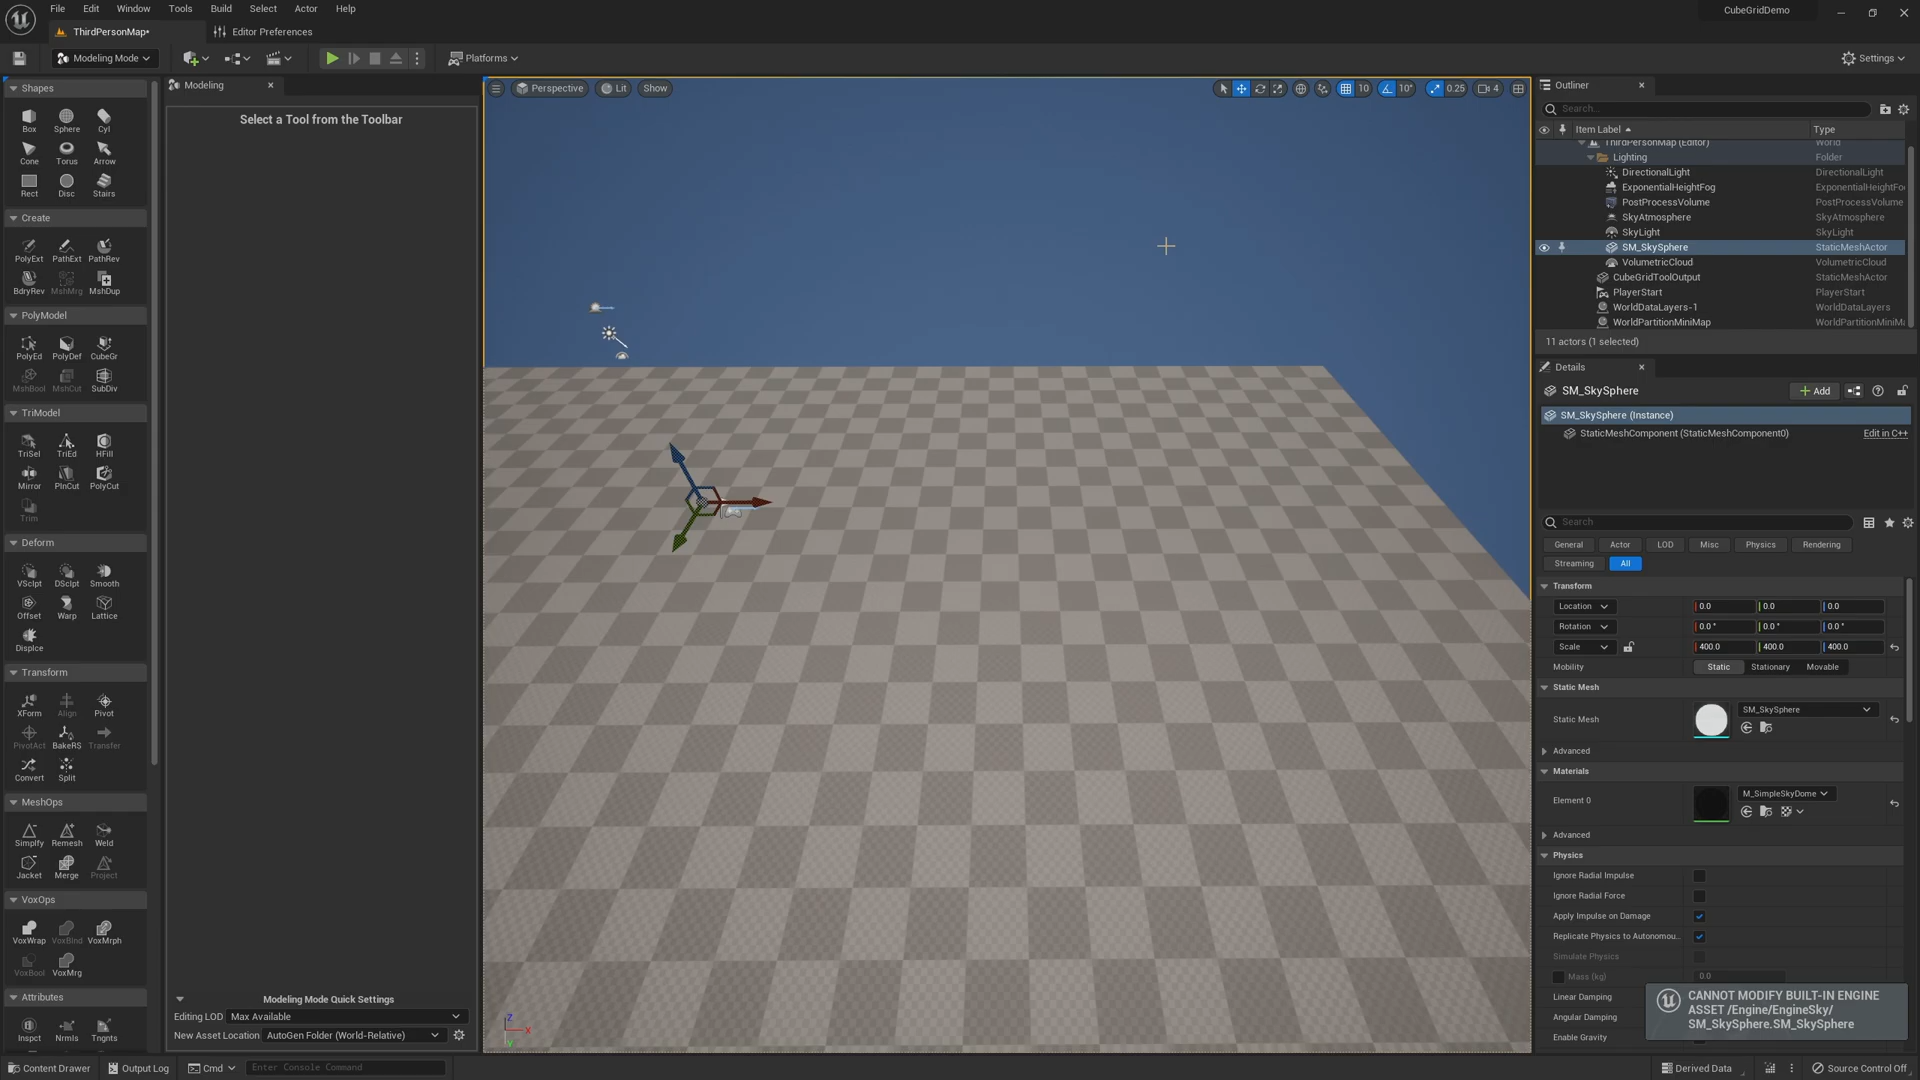 File Edit Window Tools Build Select Actor Help
CubeGridDemo
ThirdPersonMap*
Editor Preferences
Modeling Mode
Platforms
Settings
Shapes
Box Sphere Cyl
Cone Torus Arrow
Rect Disc Stairs
Create
PolyExt PathExt PathRev
BdryRev MshMrg MshDup
PolyModel
PolyEd PolyDef CubeGr
MshBool MshCut SubDiv
TriModel
TriSel TriEd HFill
Mirror PlnCut PolyCut
Trim
Deform
VSclpt DSclpt Smooth
Offset Warp Lattice
Displce
Transform
XForm Align Pivot
PivotAct BakeRS Transfer
Convert Split
MeshOps
Simplfy Remesh Weld
Jacket Merge Project
VoxOps
VoxWrap VoxBlnd VoxMrph
VoxBool VoxMrg
Attributes
Inspct Nrmls Tngnts
Modeling
Select a Tool from the Toolbar
Modeling Mode Quick Settings
Editing LOD Max Available
New Asset Location AutoGen Folder (World-Relative)
Perspective Lit Show
10 10° 0.25 4
Z
X
Y
Outliner
Search...
Item Label Type
ThirdPersonMap (Editor) World
Lighting Folder
DirectionalLight DirectionalLight
ExponentialHeightFog ExponentialHeightFo
PostProcessVolume PostProcessVolume
SkyAtmosphere SkyAtmosphere
SkyLight SkyLight
SM_SkySphere StaticMeshActor
VolumetricCloud VolumetricCloud
CubeGridToolOutput StaticMeshActor
PlayerStart PlayerStart
WorldDataLayers-1 WorldDataLayers
WorldPartitionMiniMap WorldPartitionMiniM
11 actors (1 selected)
Details
SM_SkySphere
Add
SM_SkySphere (Instance)
StaticMeshComponent (StaticMeshComponent0) Edit in C++
Search
General Actor LOD Misc Physics Rendering
Streaming All
Transform
Location 0.0 0.0 0.0
Rotation 0.0 ° 0.0 ° 0.0 °
Scale 400.0 400.0 400.0
Mobility Static Stationary Movable
Static Mesh
Static Mesh SM_SkySphere
Advanced
Materials
Element 0 M_SimpleSkyDome
Advanced
Physics
Ignore Radial Impulse
Ignore Radial Force
Apply Impulse on Damage
Replicate Physics to Autonomou...
Simulate Physics
Mass (kg) 0.0
Linear Damping
Angular Damping
Enable Gravity
CANNOT MODIFY BUILT-IN ENGINE
ASSET /Engine/EngineSky/
SM_SkySphere.SM_SkySphere
Content Drawer Output Log Cmd Enter Console Command
Derived Data Source Control Off